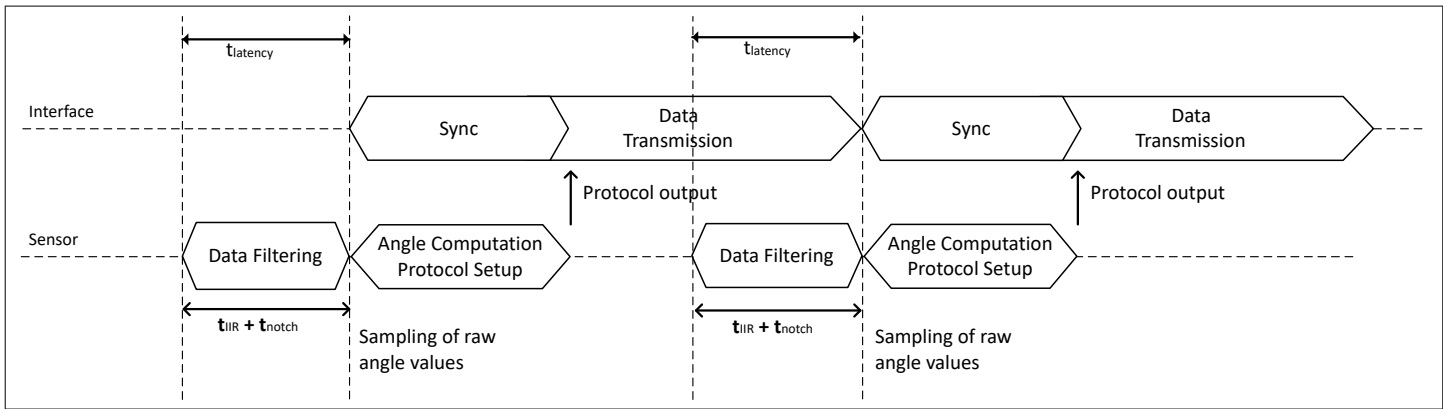 tlatency
tlatency
Interface
Sync
Data
Transmission
Sync
Data
Transmission
Protocol output
Protocol output
Sensor
Data Filtering
Angle Computation
Protocol Setup
Data Filtering
Angle Computation
Protocol Setup
tIIR + tnotch
Sampling of raw
angle values
tIIR + tnotch
Sampling of raw
angle values